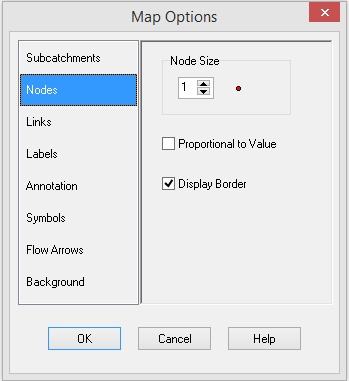 Map Options
Subcatchments
Nodes
Links
Labels
Annotation
Symbols
Flow Arrows
Background
Node Size
1
Proportional to Value
Display Border
OK
Cancel
Help